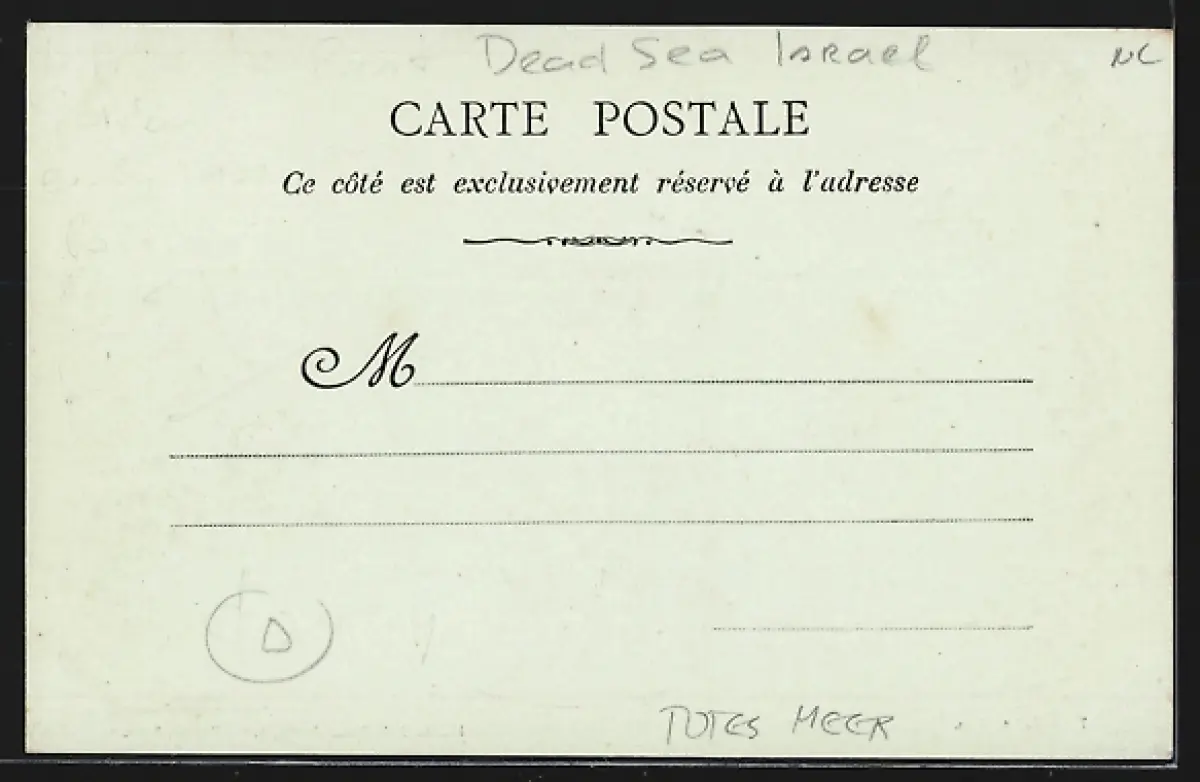 Dead Sea Israel
NC
CARTE POSTALE
Ce côté est exclusivement réservé à l'adresse
M
D
TOTES MEER